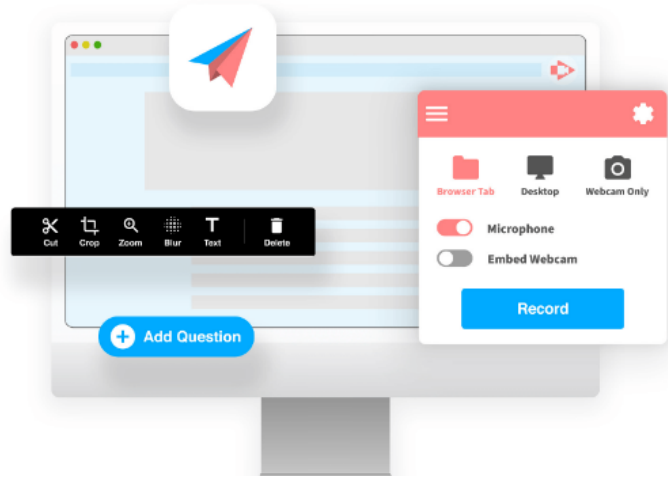 Browser Tab Desktop Webcam Only
Microphone
Embed Webcam
Record
Cut Crop Zoom Blur Text Delete
Add Question